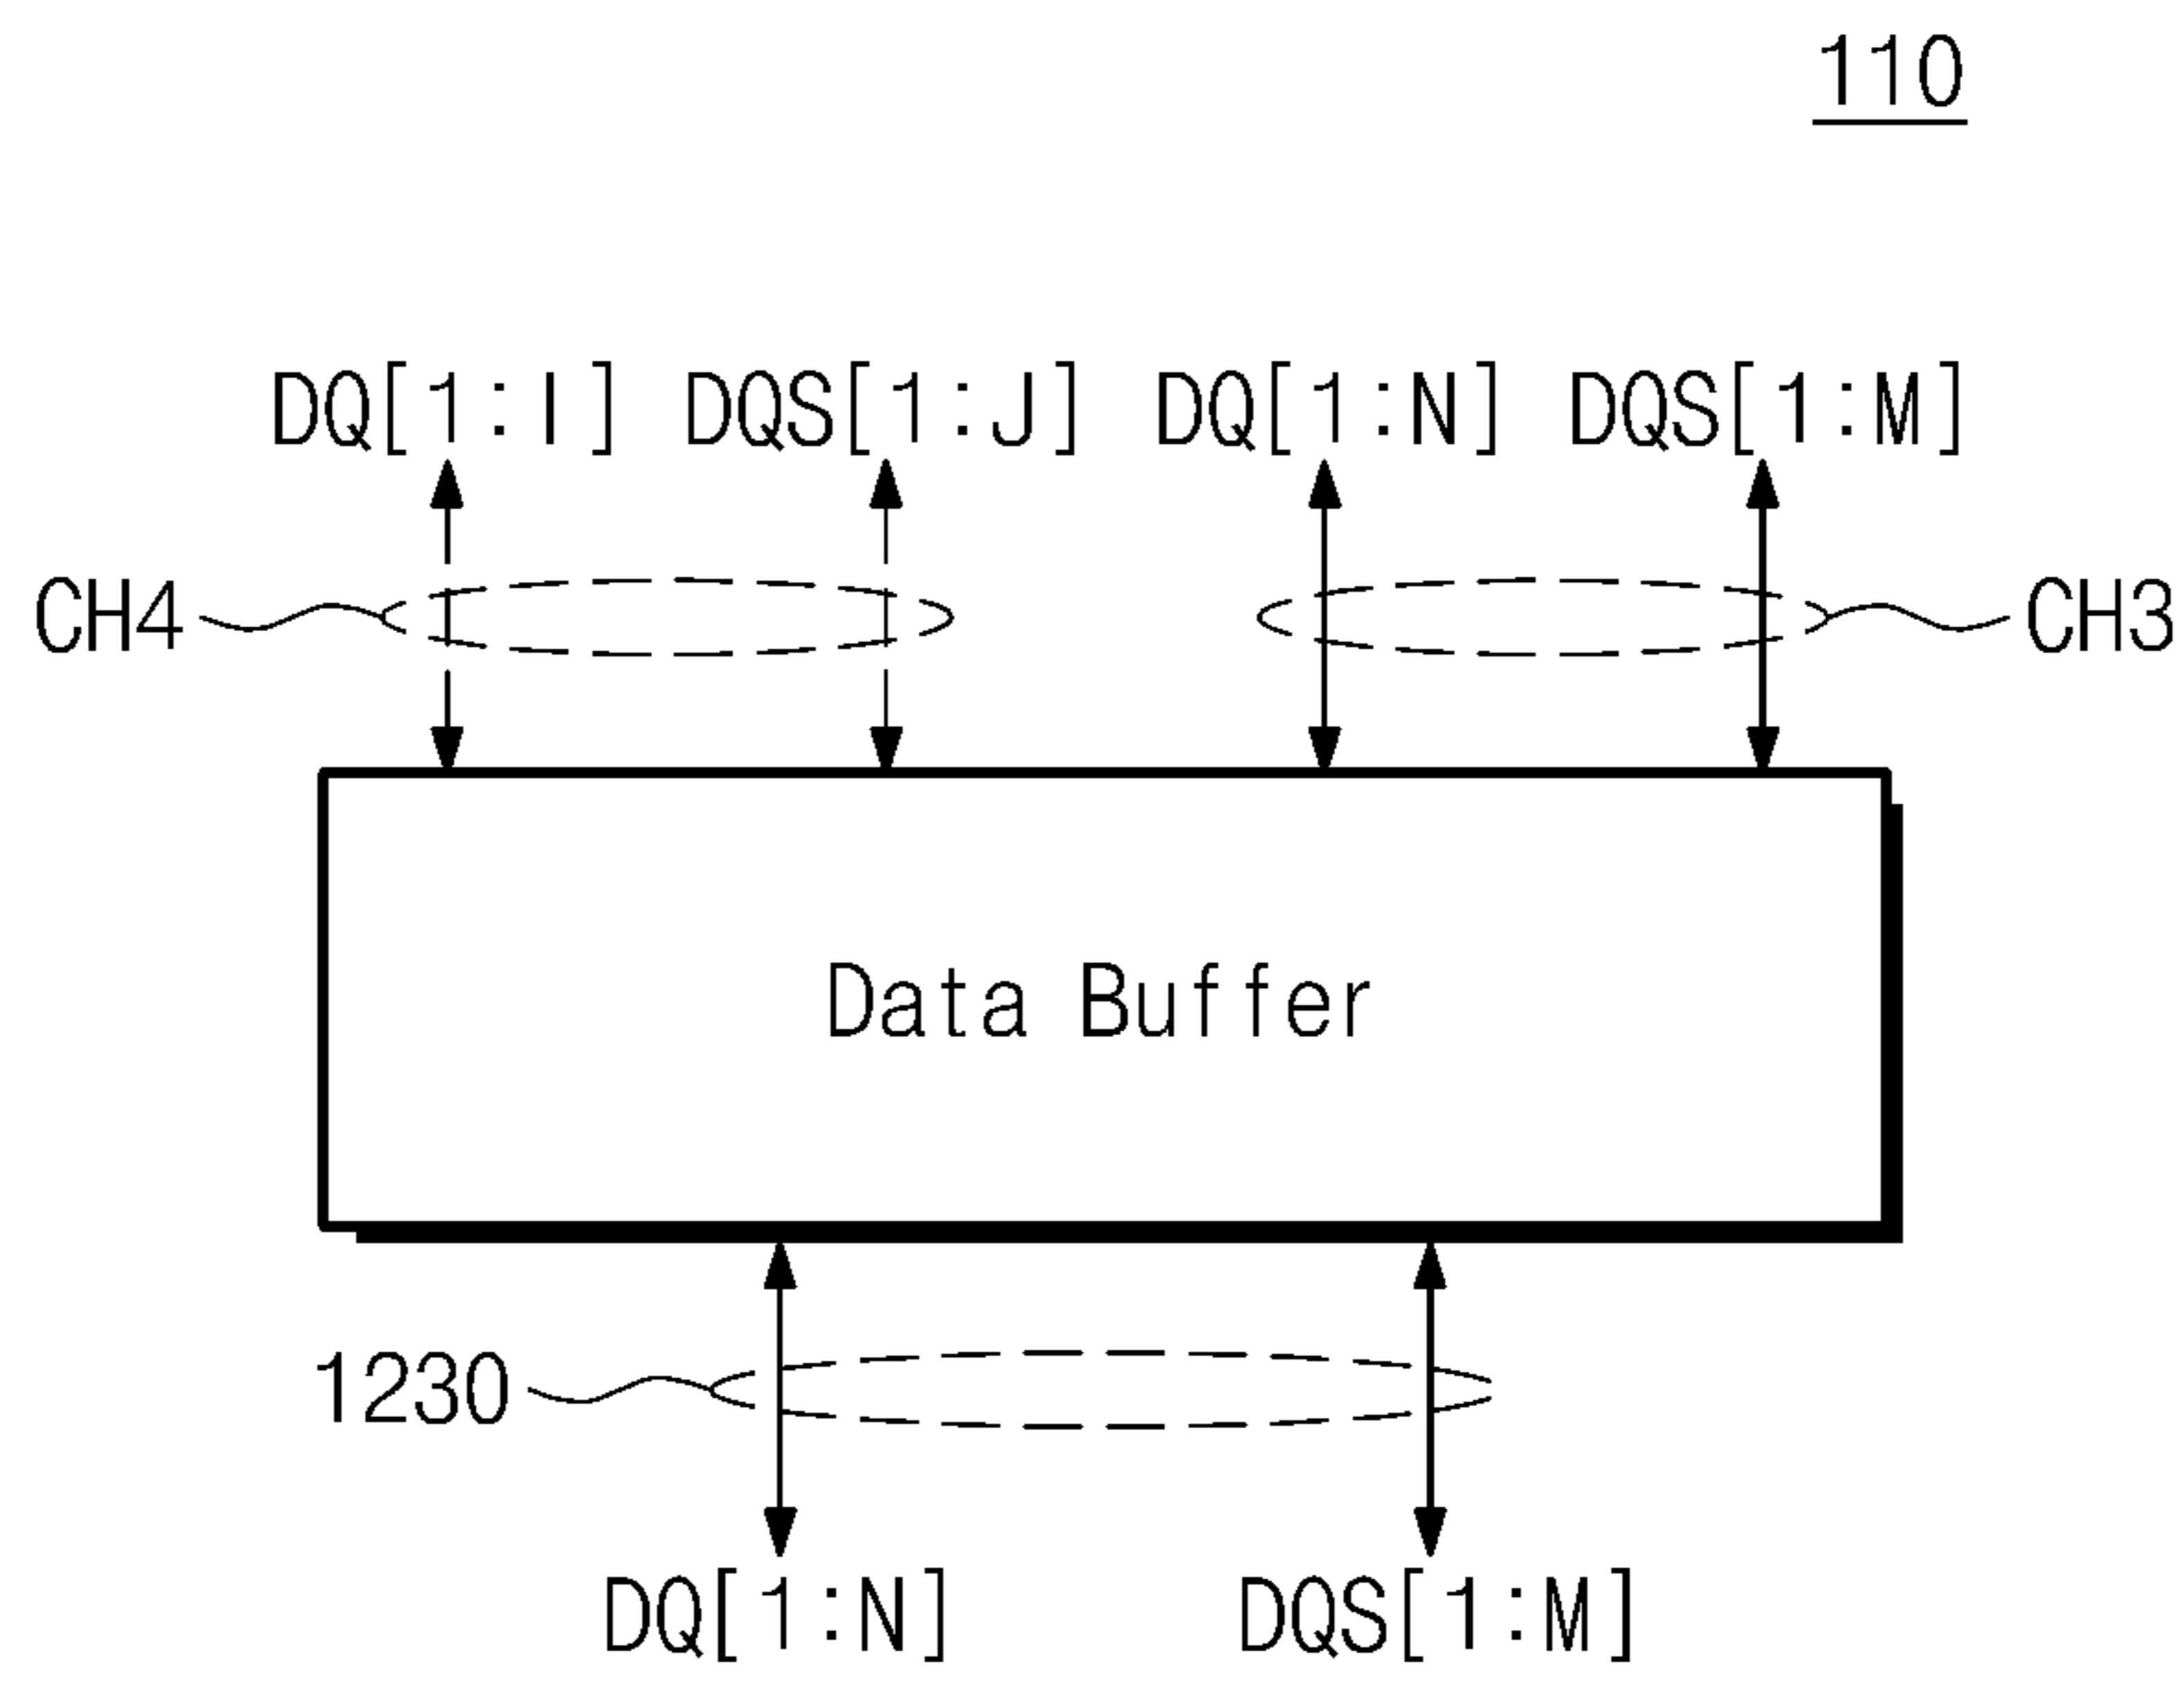 110
DQ[1:I] DQS[1:J] DQ[1:N] DQS[1:M]
CH4 CH3
Data Buffer
1230
DQ[1:N] DQS[1:M]